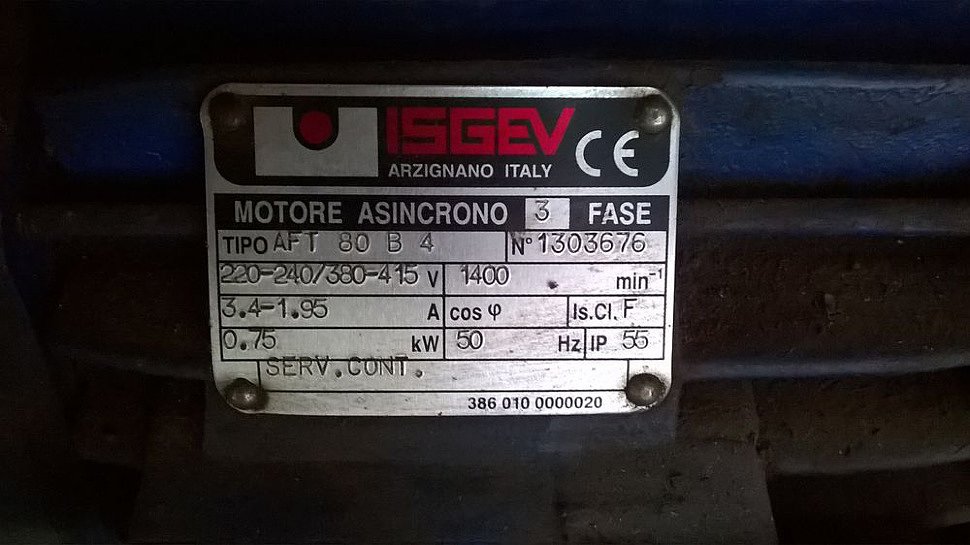 ISGEV
ARZIGNANO ITALY
CE
MOTORE ASINCRONO 3 FASE
TIPO AFT 80 B 4 N° 1303676
220-240/380-415 V 1400 min⁻¹
3.4-1.95 A cos φ Is.Cl. F
0.75 kW 50 Hz IP 55
SERV.CONT.
386 010 0000020